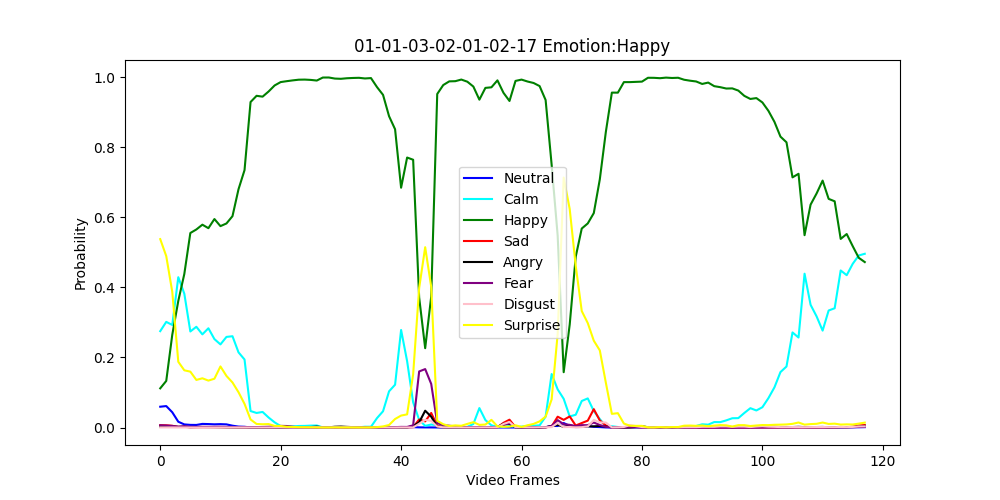 01-01-03-02-01-02-17 Emotion:Happy
Probability
1.0
0.8
0.6
0.4
0.2
0.0
Neutral
Calm
Happy
Sad
Angry
Fear
Disgust
Surprise
0 20 40 60 80 100 120
Video Frames